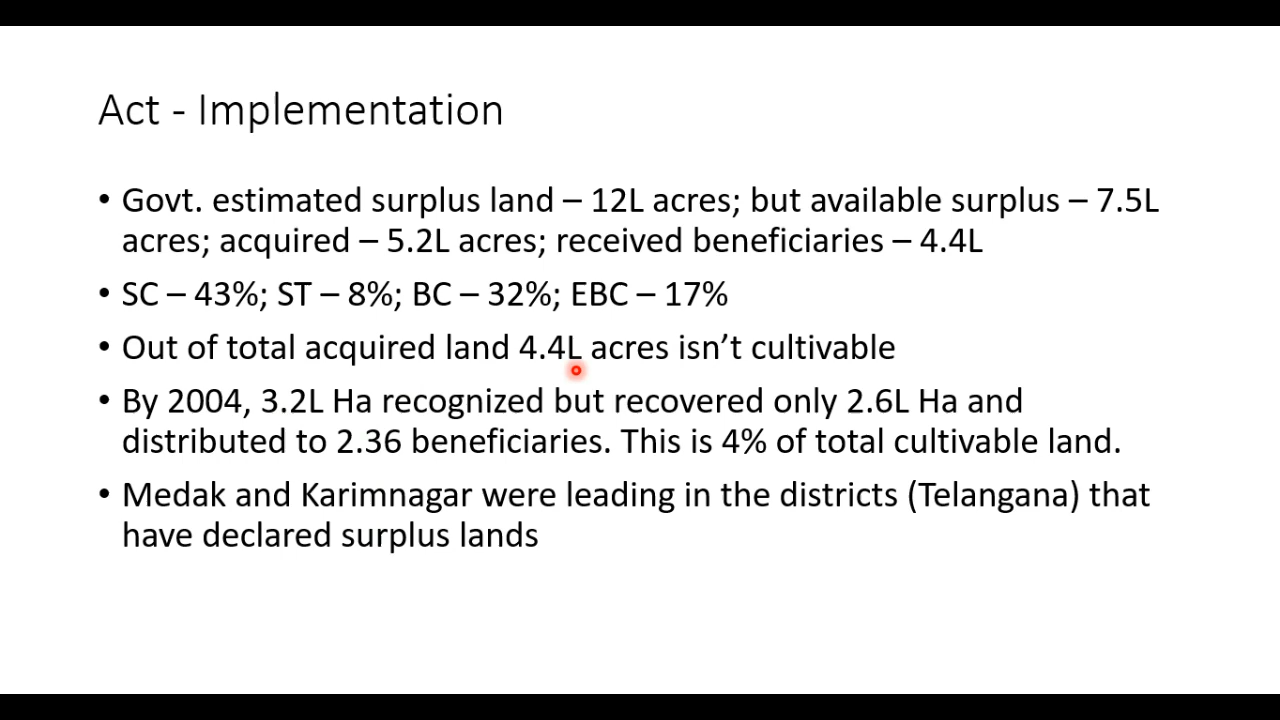 Act - Implementation
• Govt. estimated surplus land – 12L acres; but available surplus – 7.5L
acres; acquired – 5.2L acres; received beneficiaries – 4.4L
• SC – 43%; ST – 8%; BC – 32%; EBC – 17%
• Out of total acquired land 4.4L acres isn’t cultivable
• By 2004, 3.2L Ha recognized but recovered only 2.6L Ha and
distributed to 2.36 beneficiaries. This is 4% of total cultivable land.
• Medak and Karimnagar were leading in the districts (Telangana) that
have declared surplus lands